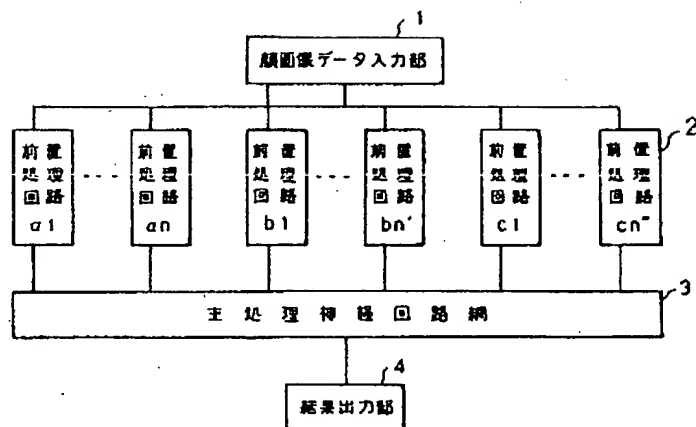 1
顔画像データ入力部
2
前置
処理
回路
a1
前置
処理
回路
an
前置
処理
回路
b1
前置
処理
回路
bn'
前置
処理
回路
c1
前置
処理
回路
cn"
3
主処理神経回路網
4
結果出力部